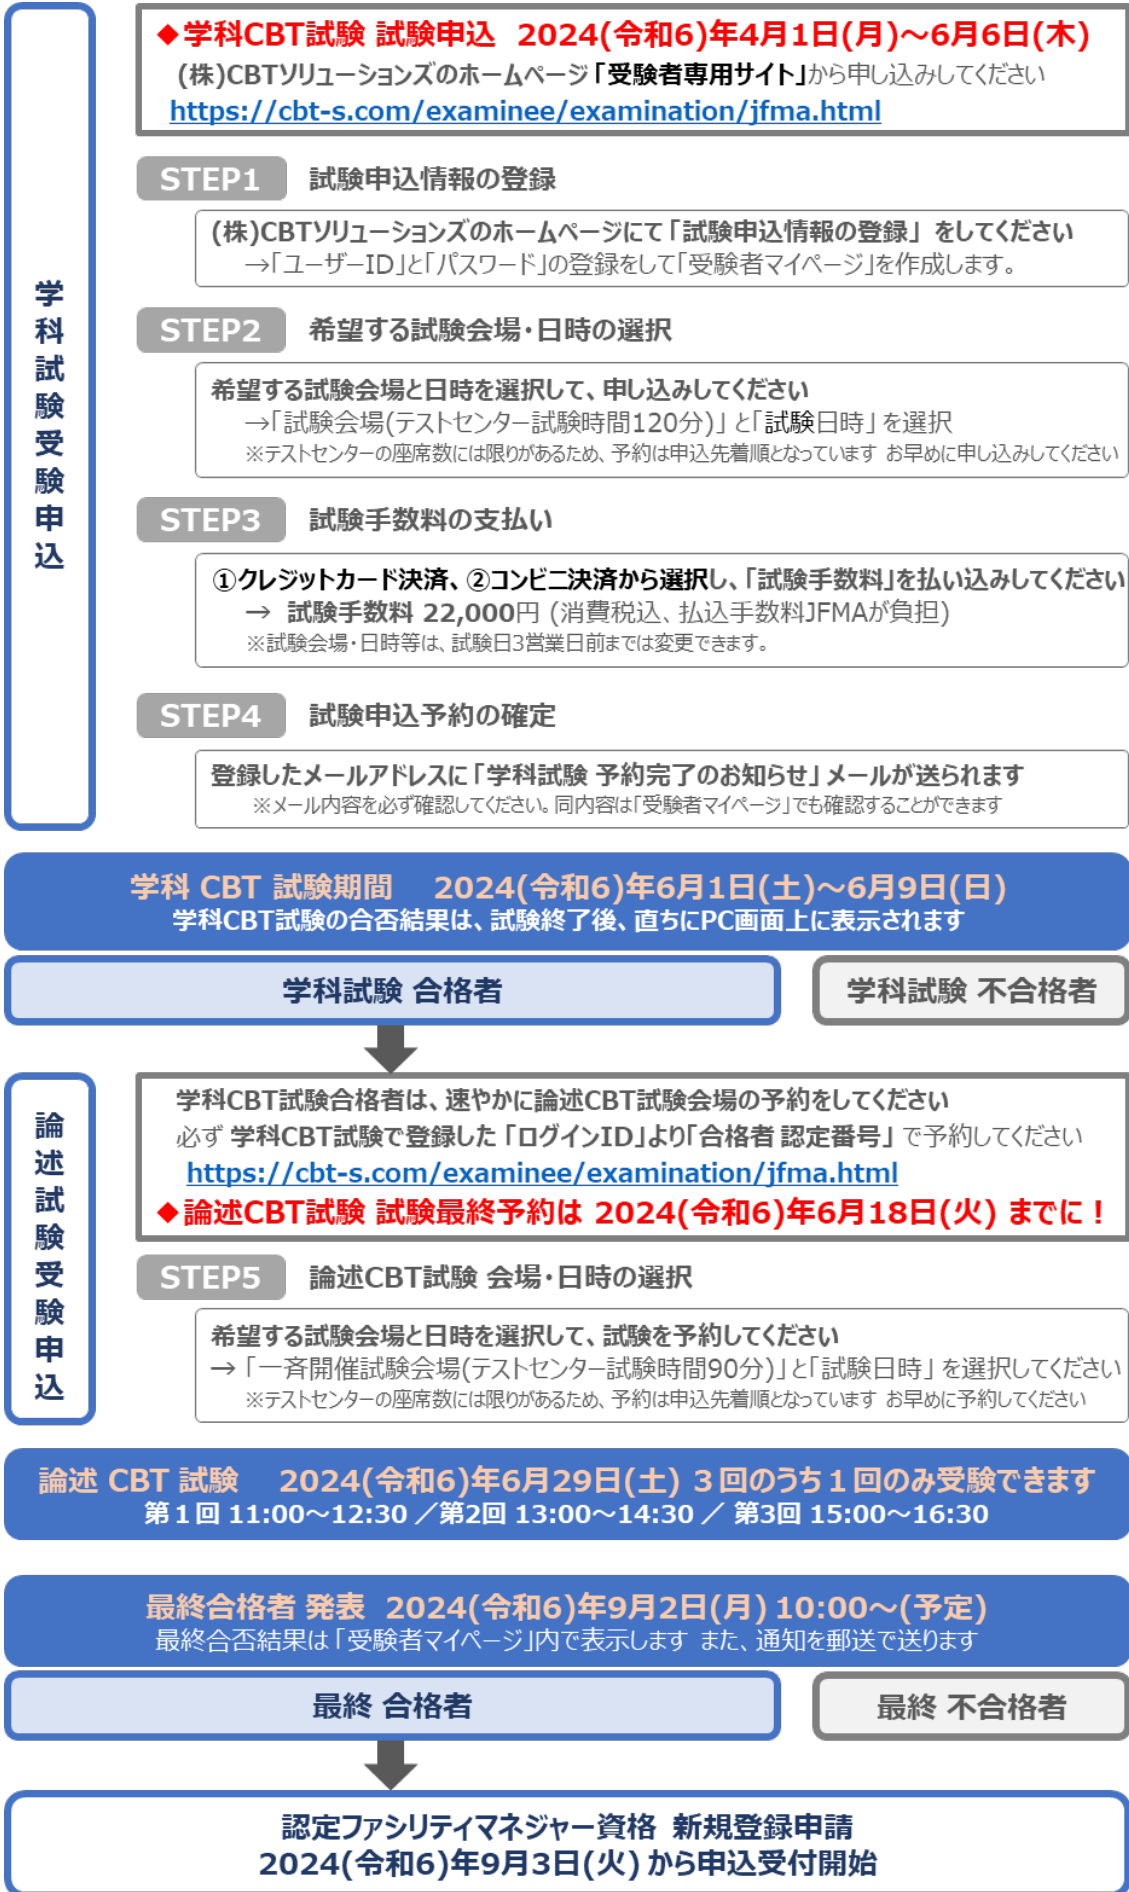 ◆学科CBT試験 試験申込 2024(令和6)年4月1日(月)～6月6日(木)
(株)CBTソリューションズのホームページ「受験者専用サイト」から申し込みしてください
https://cbt-s.com/examinee/examination/jfma.html
学科試験受験申込
STEP1 試験申込情報の登録
(株)CBTソリューションズのホームページにて「試験申込情報の登録」をしてください
→「ユーザーID」と「パスワード」の登録をして「受験者マイページ」を作成します。
STEP2 希望する試験会場・日時の選択
希望する試験会場と日時を選択して、申し込みしてください
→「試験会場(テストセンター試験時間120分)」と「試験日時」を選択
※テストセンターの座席数には限りがあるため、予約は申込先着順となっています お早めに申し込みしてください
STEP3 試験手数料の支払い
①クレジットカード決済、②コンビニ決済から選択し、「試験手数料」を払い込みしてください
→ 試験手数料 22,000円 (消費税込、払込手数料JFMAが負担)
※試験会場・日時等は、試験日3営業日前までは変更できます。
STEP4 試験申込予約の確定
登録したメールアドレスに「学科試験 予約完了のお知らせ」メールが送られます
※メール内容を必ず確認してください。同内容は「受験者マイページ」でも確認することができます
学科 CBT 試験期間 2024(令和6)年6月1日(土)～6月9日(日)
学科CBT試験の合否結果は、試験終了後、直ちにPC画面上に表示されます
学科試験 合格者 学科試験 不合格者
論述試験受験申込
学科CBT試験合格者は、速やかに論述CBT試験会場の予約をしてください
必ず 学科CBT試験で登録した「ログインID」より「合格者 認定番号」で予約してください
https://cbt-s.com/examinee/examination/jfma.html
◆論述CBT試験 試験最終予約は 2024(令和6)年6月18日(火) までに！
STEP5 論述CBT試験 会場・日時の選択
希望する試験会場と日時を選択して、試験を予約してください
→「一斉開催試験会場(テストセンター試験時間90分)」と「試験日時」を選択してください
※テストセンターの座席数には限りがあるため、予約は申込先着順となっています お早めに予約してください
論述 CBT 試験 2024(令和6)年6月29日(土) ３回のうち１回のみ受験できます
第１回 11:00～12:30 ／第2回 13:00～14:30 ／ 第3回 15:00～16:30
最終合格者 発表 2024(令和6)年9月2日(月) 10:00～(予定)
最終合否結果は「受験者マイページ」内で表示します また、通知を郵送で送ります
最終 合格者 最終 不合格者
認定ファシリティマネジャー資格 新規登録申請
2024(令和6)年9月3日(火) から申込受付開始